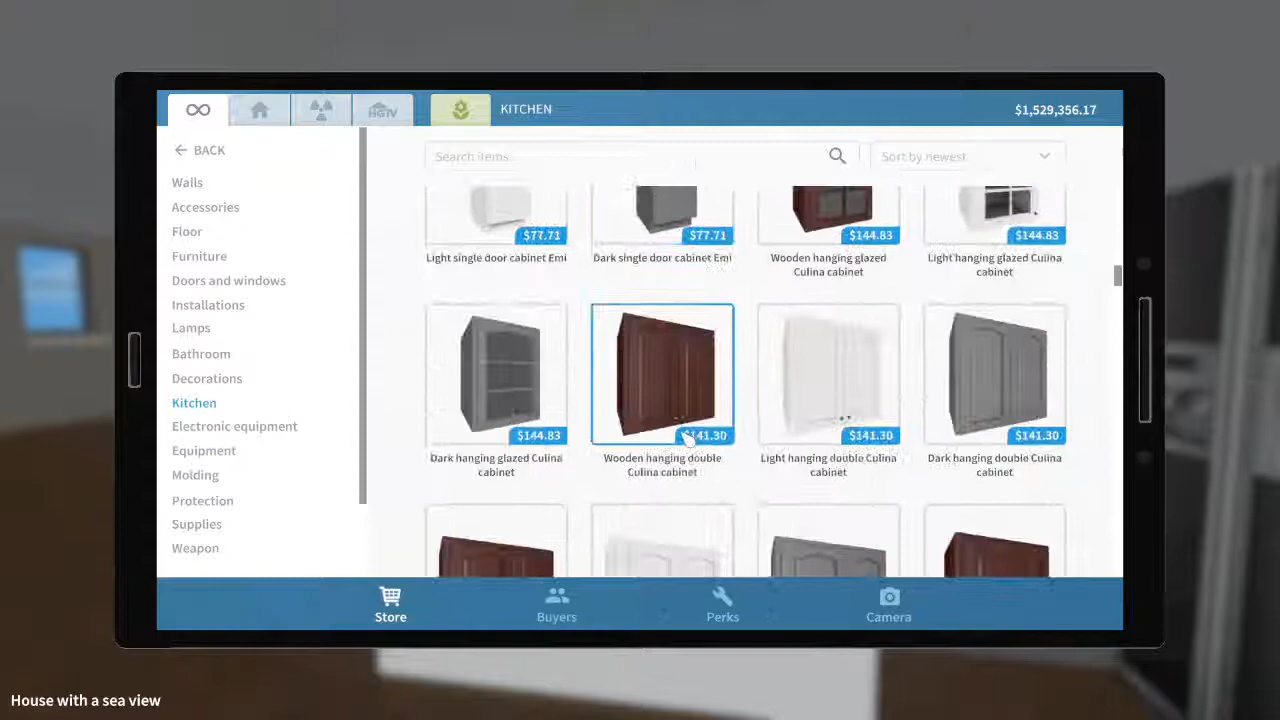 HGTV
KITCHEN
$1,529,356.17
BACK
Search items...
Sort by newest
Walls
Accessories
Floor
Furniture
Doors and windows
Installations
Lamps
Bathroom
Decorations
Kitchen
Electronic equipment
Equipment
Molding
Protection
Supplies
Weapon
$77.71
$77.71
$144.83
$144.83
Light single door cabinet Emi
Dark single door cabinet Emi
Wooden hanging glazed Culina
cabinet
Light hanging glazed Culina
cabinet
$144.83
$141.30
$141.30
$141.30
Dark hanging glazed Culina
cabinet
Wooden hanging double
Culina cabinet
Light hanging double Culina
cabinet
Dark hanging double Culina
cabinet
Store
Buyers
Perks
Camera
House with a sea view